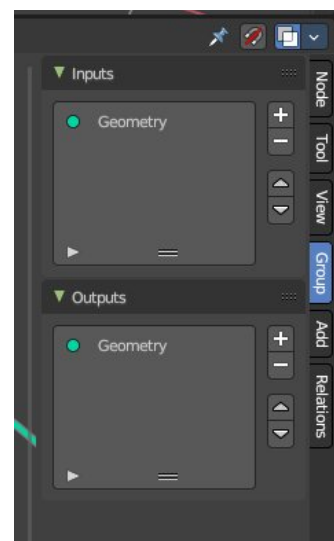 Inputs
Geometry
Outputs
Geometry
Node
Tool
View
Group
Add
Relations